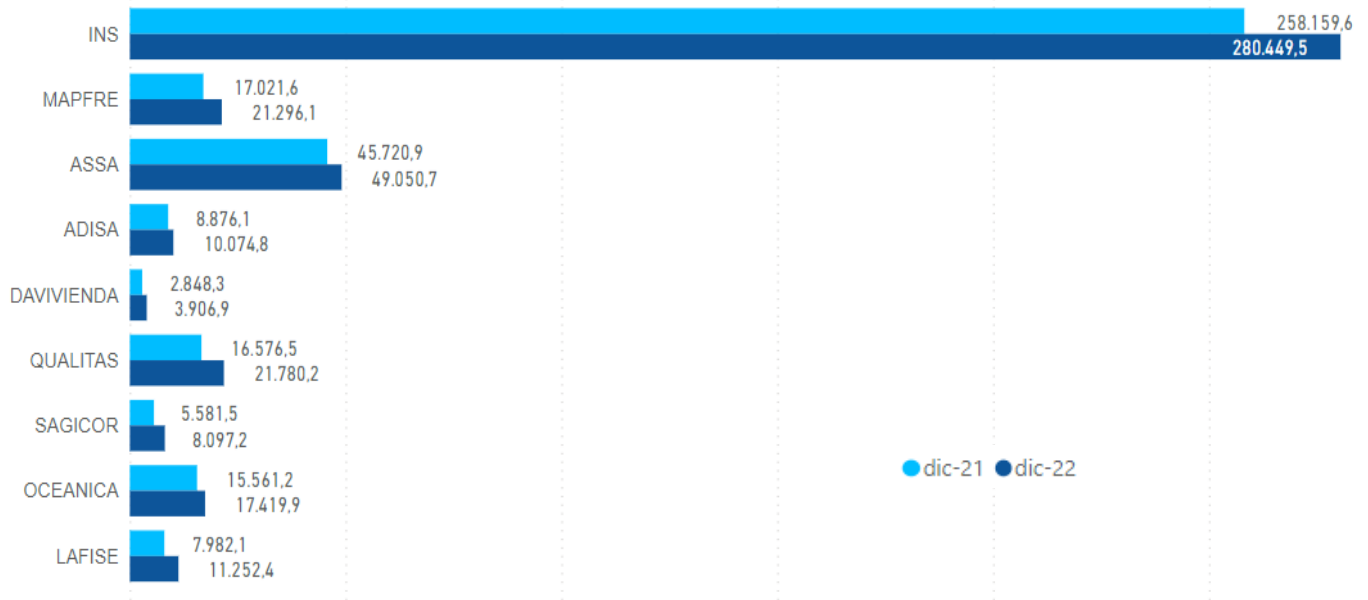 INS
258.159,6
280.449,5
MAPFRE
17.021,6
21.296,1
ASSA
45.720,9
49.050,7
ADISA
8.876,1
10.074,8
DAVIVIENDA
2.848,3
3.906,9
QUALITAS
16.576,5
21.780,2
SAGICOR
5.581,5
8.097,2
OCEANICA
15.561,2
17.419,9
LAFISE
7.982,1
11.252,4
dic-21 dic-22